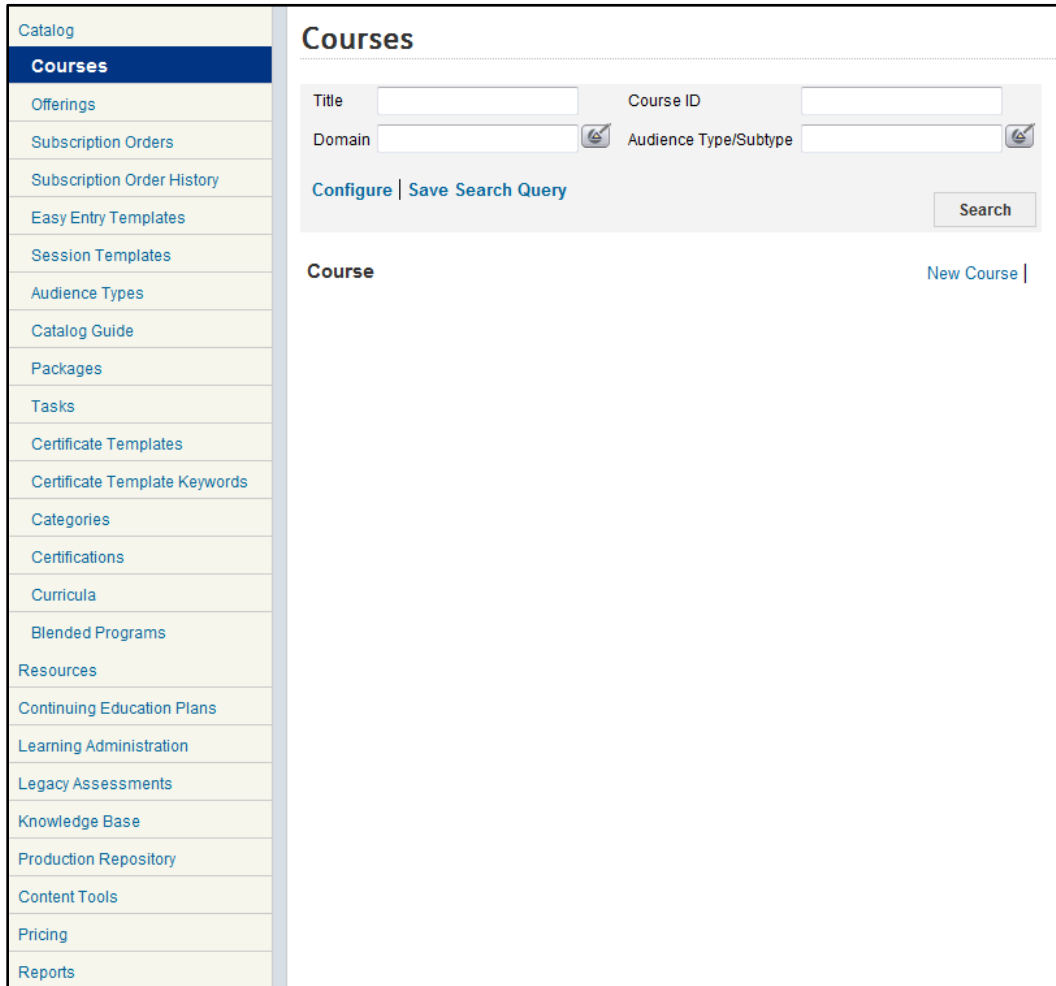 Catalog
Courses
Offerings
Subscription Orders
Subscription Order History
Easy Entry Templates
Session Templates
Audience Types
Catalog Guide
Packages
Tasks
Certificate Templates
Certificate Template Keywords
Categories
Certifications
Curricula
Blended Programs
Resources
Continuing Education Plans
Learning Administration
Legacy Assessments
Knowledge Base
Production Repository
Content Tools
Pricing
Reports
Courses
Title Course ID
Domain Audience Type/Subtype
Configure | Save Search Query
Search
Course New Course |